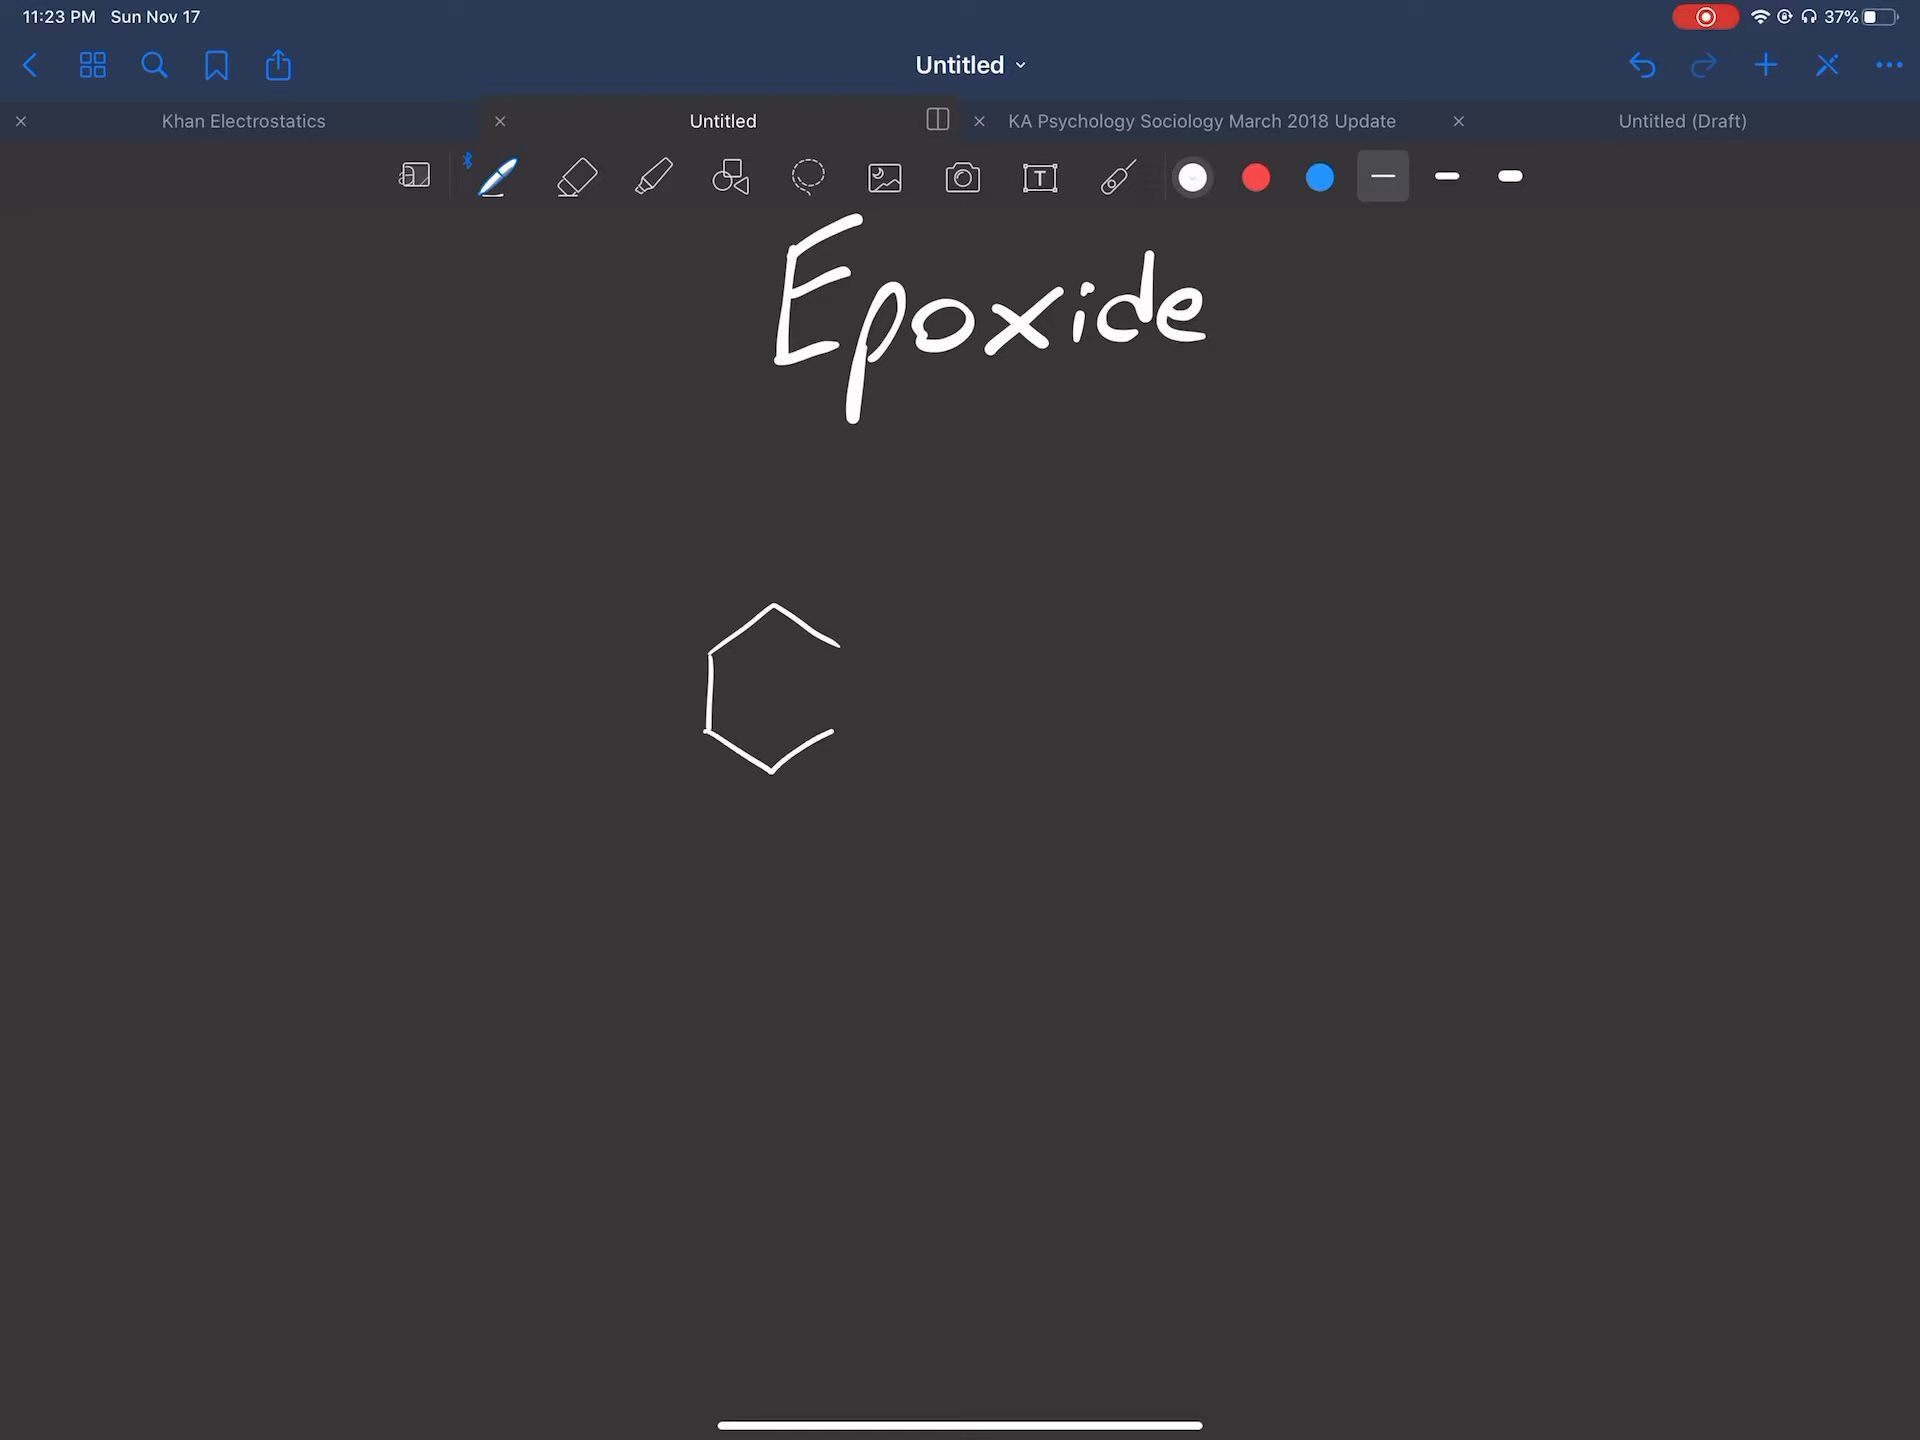 11:23 PM Sun Nov 17
37%
Untitled
Khan Electrostatics
Untitled
KA Psychology Sociology March 2018 Update
Untitled (Draft)
T
Epoxide